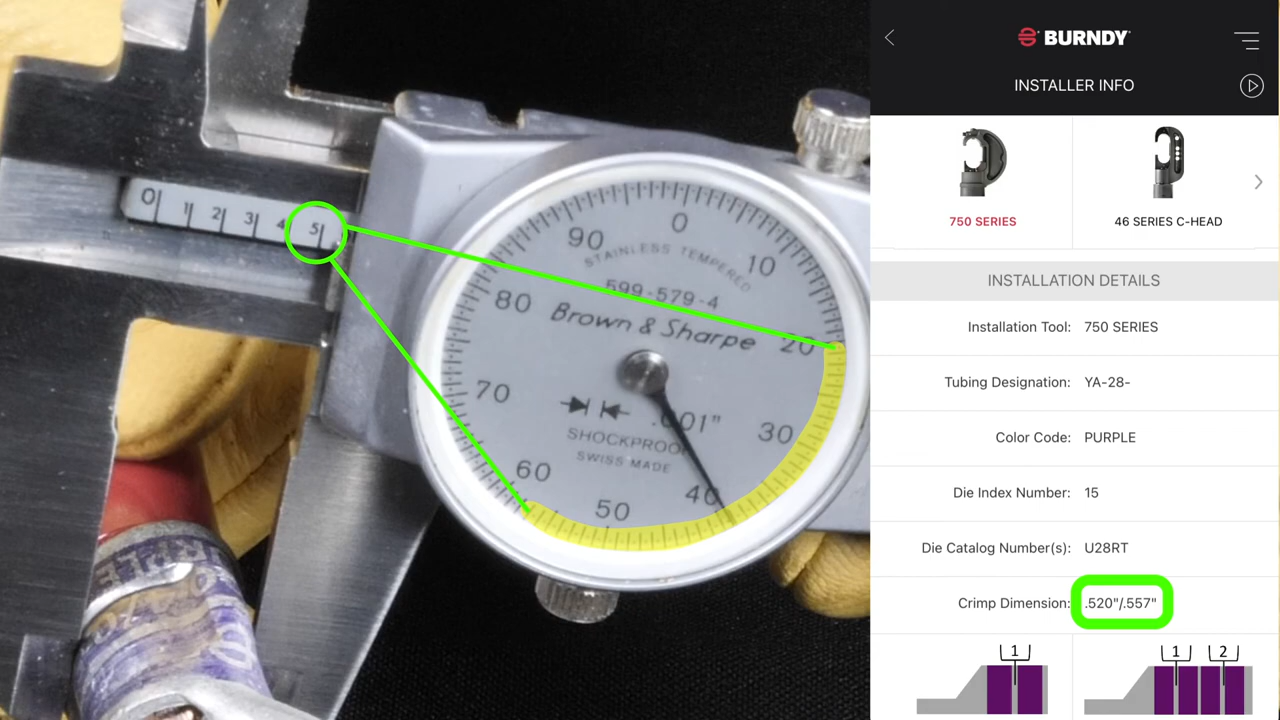 0 1 2 3 4 5
0
90
10
STAINLESS TEMPERED
599-579-4
80
Brown & Sharpe
20
70
.001"
30
SHOCKPROOF
SWISS MADE
60
40
50
BURNDY
INSTALLER INFO
750 SERIES
46 SERIES C-HEAD
INSTALLATION DETAILS
Installation Tool: 750 SERIES
Tubing Designation: YA-28-
Color Code: PURPLE
Die Index Number: 15
Die Catalog Number(s): U28RT
Crimp Dimension: .520"/.557"
1
1 2